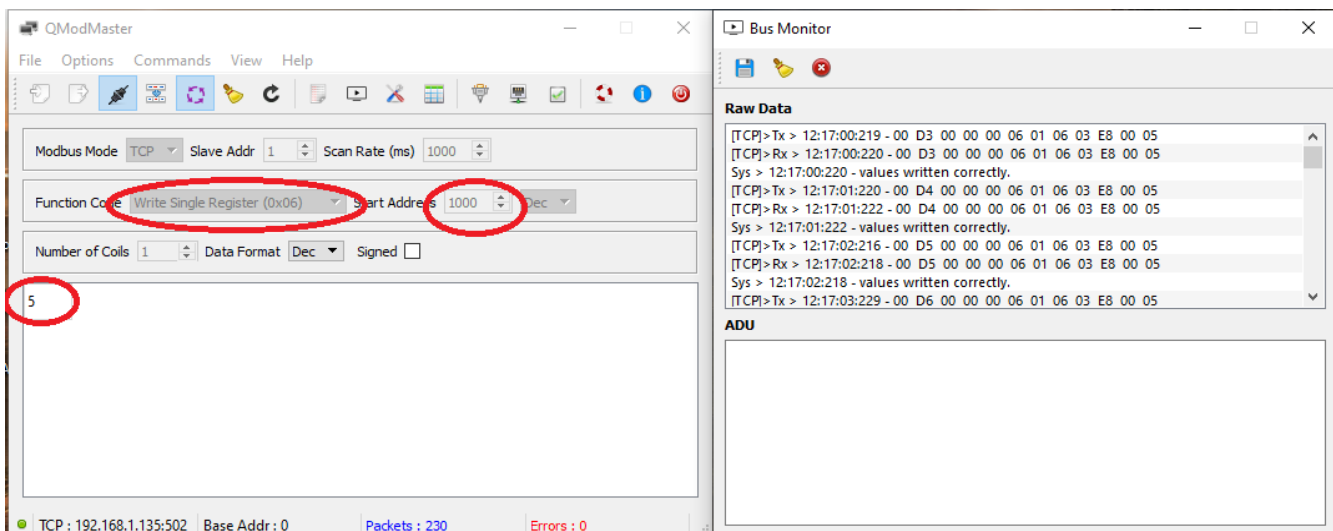 QModMaster
File Options Commands View Help
Modbus Mode TCP Slave Addr 1 Scan Rate (ms) 1000
Function Code Write Single Register (0x06) Start Address 1000 Dec
Number of Coils 1 Data Format Dec Signed
5
TCP : 192.168.1.135:502 Base Addr : 0 Packets : 230 Errors : 0
Bus Monitor
Raw Data
[TCP]>Tx > 12:17:00:219 - 00 D3 00 00 00 06 01 06 03 E8 00 05
[TCP]>Rx > 12:17:00:220 - 00 D3 00 00 00 06 01 06 03 E8 00 05
Sys > 12:17:00:220 - values written correctly.
[TCP]>Tx > 12:17:01:220 - 00 D4 00 00 00 06 01 06 03 E8 00 05
[TCP]>Rx > 12:17:01:222 - 00 D4 00 00 00 06 01 06 03 E8 00 05
Sys > 12:17:01:222 - values written correctly.
[TCP]>Tx > 12:17:02:216 - 00 D5 00 00 00 06 01 06 03 E8 00 05
[TCP]>Rx > 12:17:02:218 - 00 D5 00 00 00 06 01 06 03 E8 00 05
Sys > 12:17:02:218 - values written correctly.
[TCP]>Tx > 12:17:03:229 - 00 D6 00 00 00 06 01 06 03 E8 00 05
ADU